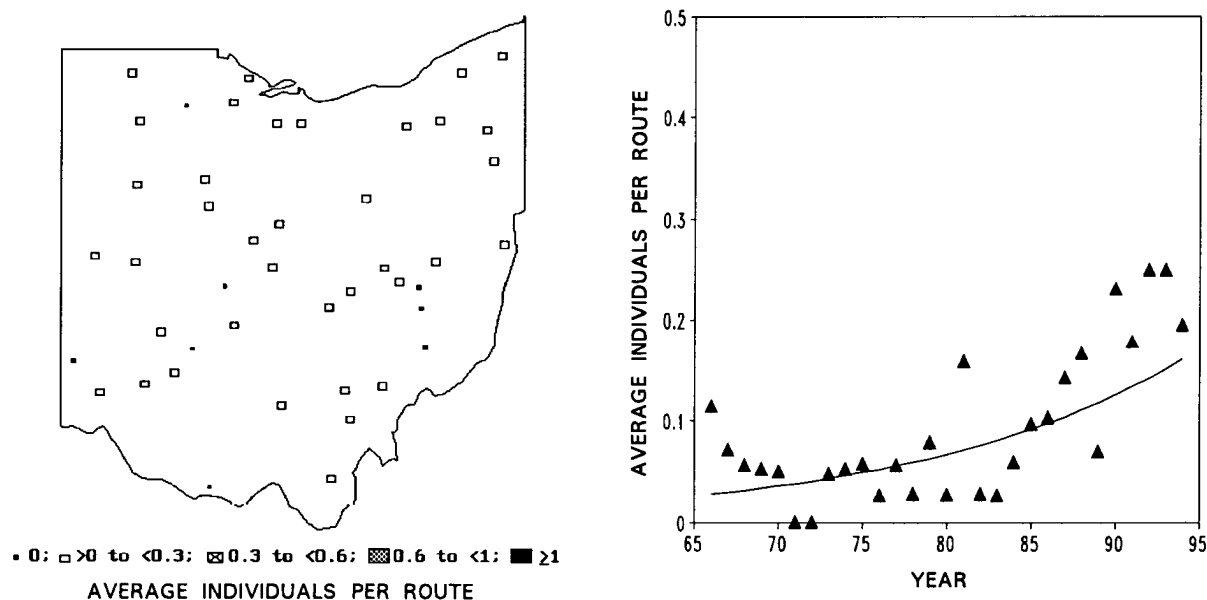 0; >0 to <0.3; 0.3 to <0.6; 0.6 to <1; ≥1
AVERAGE INDIVIDUALS PER ROUTE
AVERAGE INDIVIDUALS PER ROUTE
0.5
0.4
0.3
0.2
0.1
0
65 70 75 80 85 90 95
YEAR